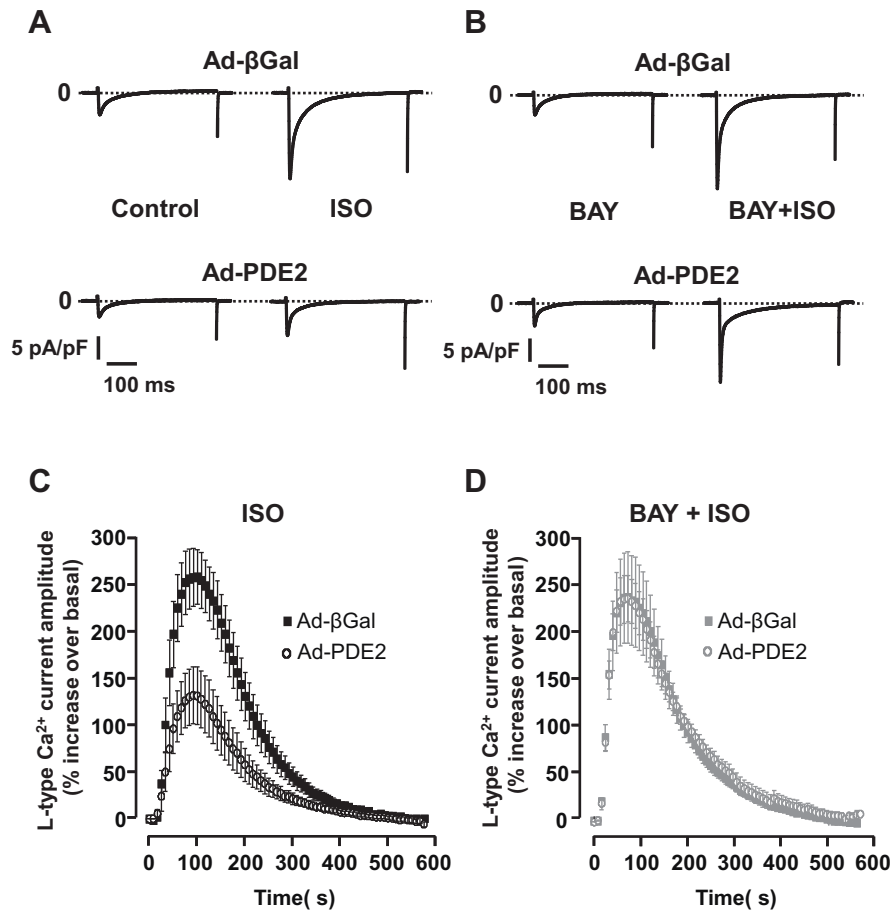 A
Ad-βGal
0
Control
ISO
Ad-PDE2
0
5 pA/pF
100 ms
B
Ad-βGal
0
BAY
BAY+ISO
Ad-PDE2
0
5 pA/pF
100 ms
C
ISO
L-type Ca²⁺ current amplitude
(% increase over basal)
300
250
200
150
100
50
0
Ad-βGal
Ad-PDE2
0 100 200 300 400 500 600
Time( s)
D
BAY + ISO
L-type Ca²⁺ current amplitude
(% increase over basal)
300
250
200
150
100
50
0
Ad-βGal
Ad-PDE2
0 100 200 300 400 500 600
Time( s)